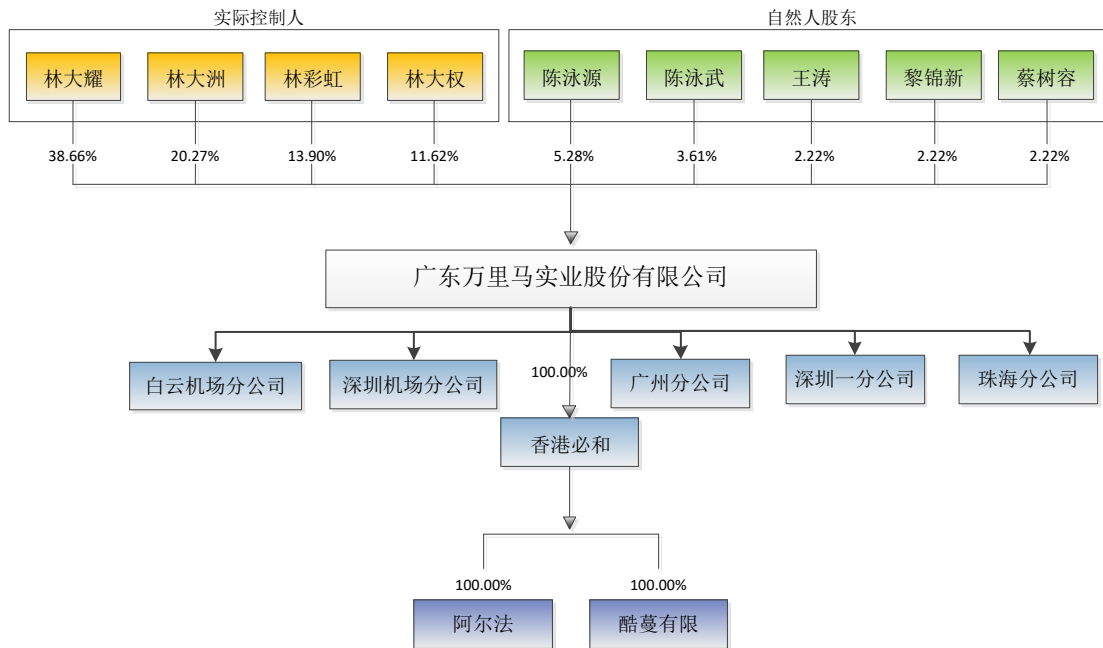 实际控制人
自然人股东
林大耀
林大洲
林彩虹
林大权
陈泳源
陈泳武
王涛
黎锦新
蔡树容
38.66%
20.27%
13.90%
11.62%
5.28%
3.61%
2.22%
2.22%
2.22%
广东万里马实业股份有限公司
白云机场分公司
深圳机场分公司
100.00%
广州分公司
深圳一分公司
珠海分公司
香港必和
100.00%
100.00%
阿尔法
酷蔓有限